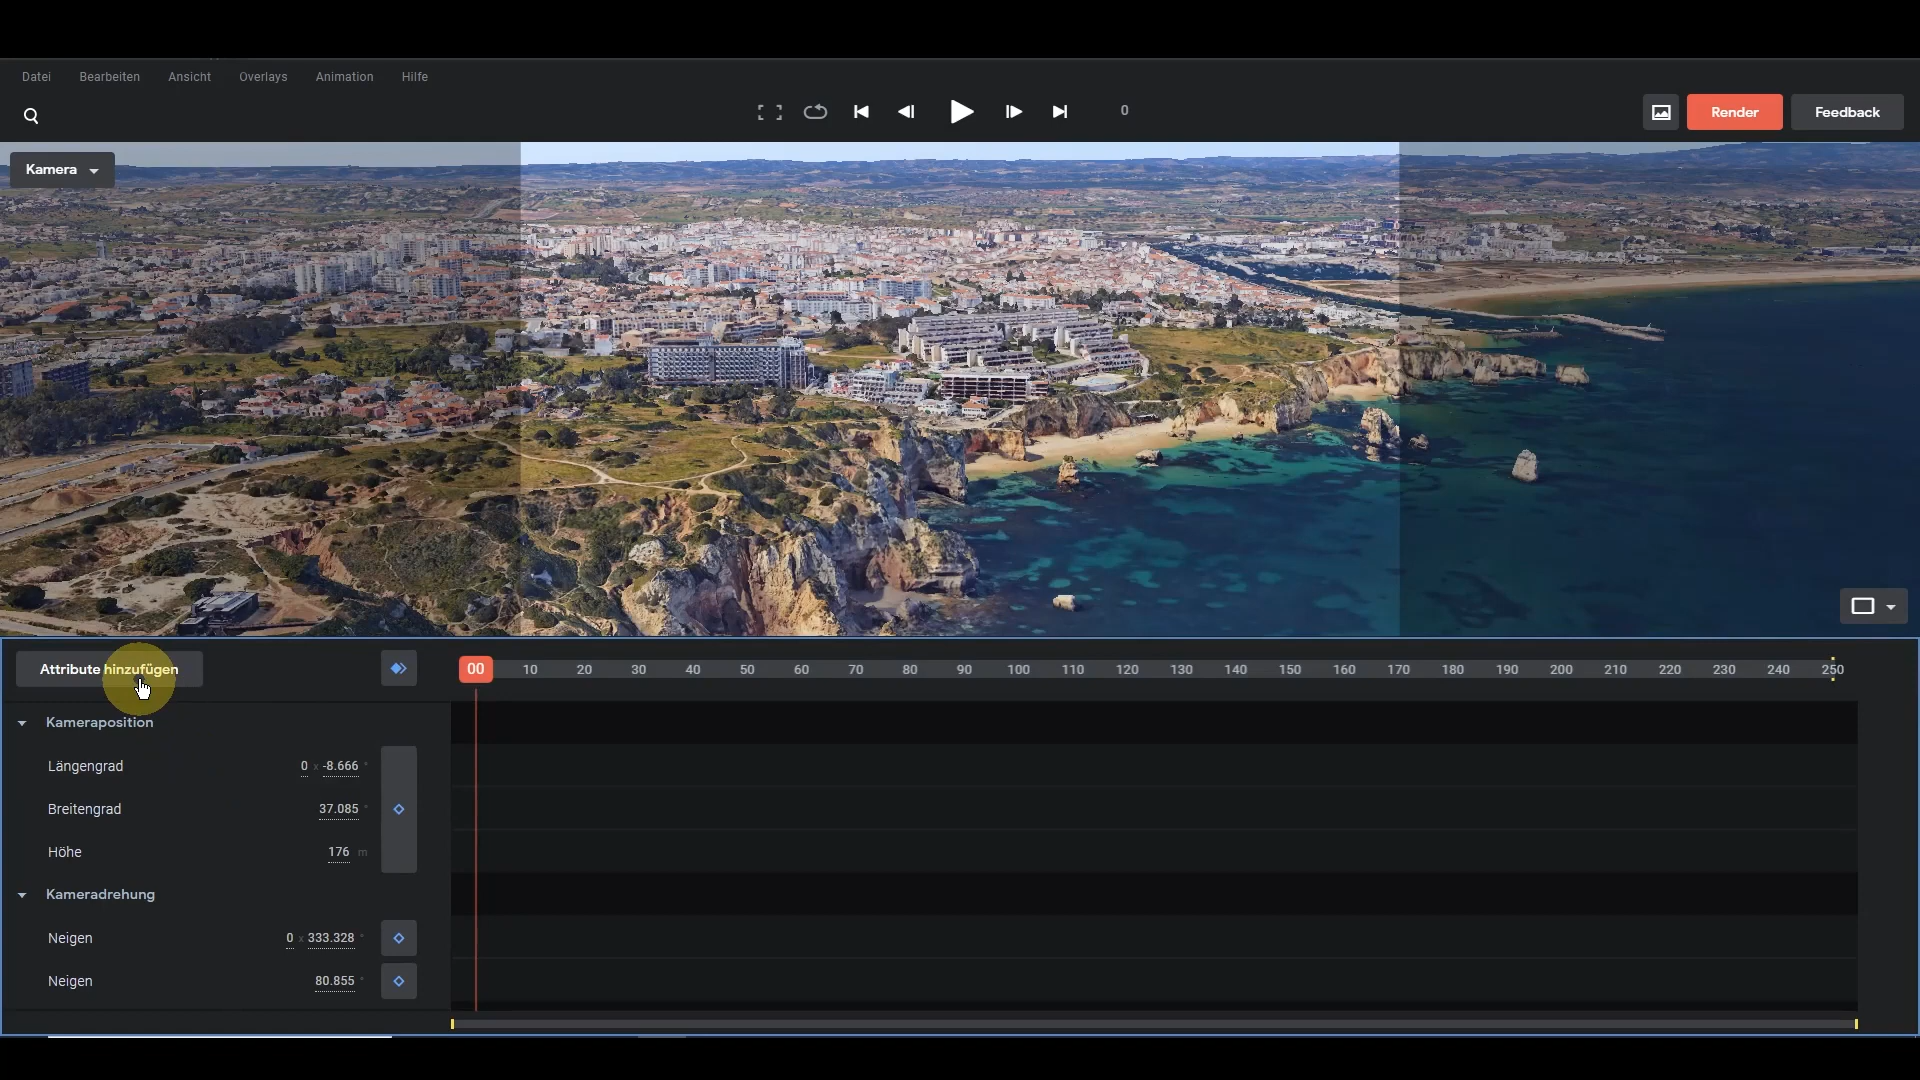 Datei Bearbeiten Ansicht Overlays Animation Hilfe
0
Render Feedback
Kamera
Attribute hinzufügen
00 10 20 30 40 50 60 70 80 90 100 110 120 130 140 150 160 170 180 190 200 210 220 230 240 250
Kameraposition
Längengrad 0 x -8.666 °
Breitengrad 37.085 °
Höhe 176 m
Kameradrehung
Neigen 0 x 333.328 °
Neigen 80.855 °